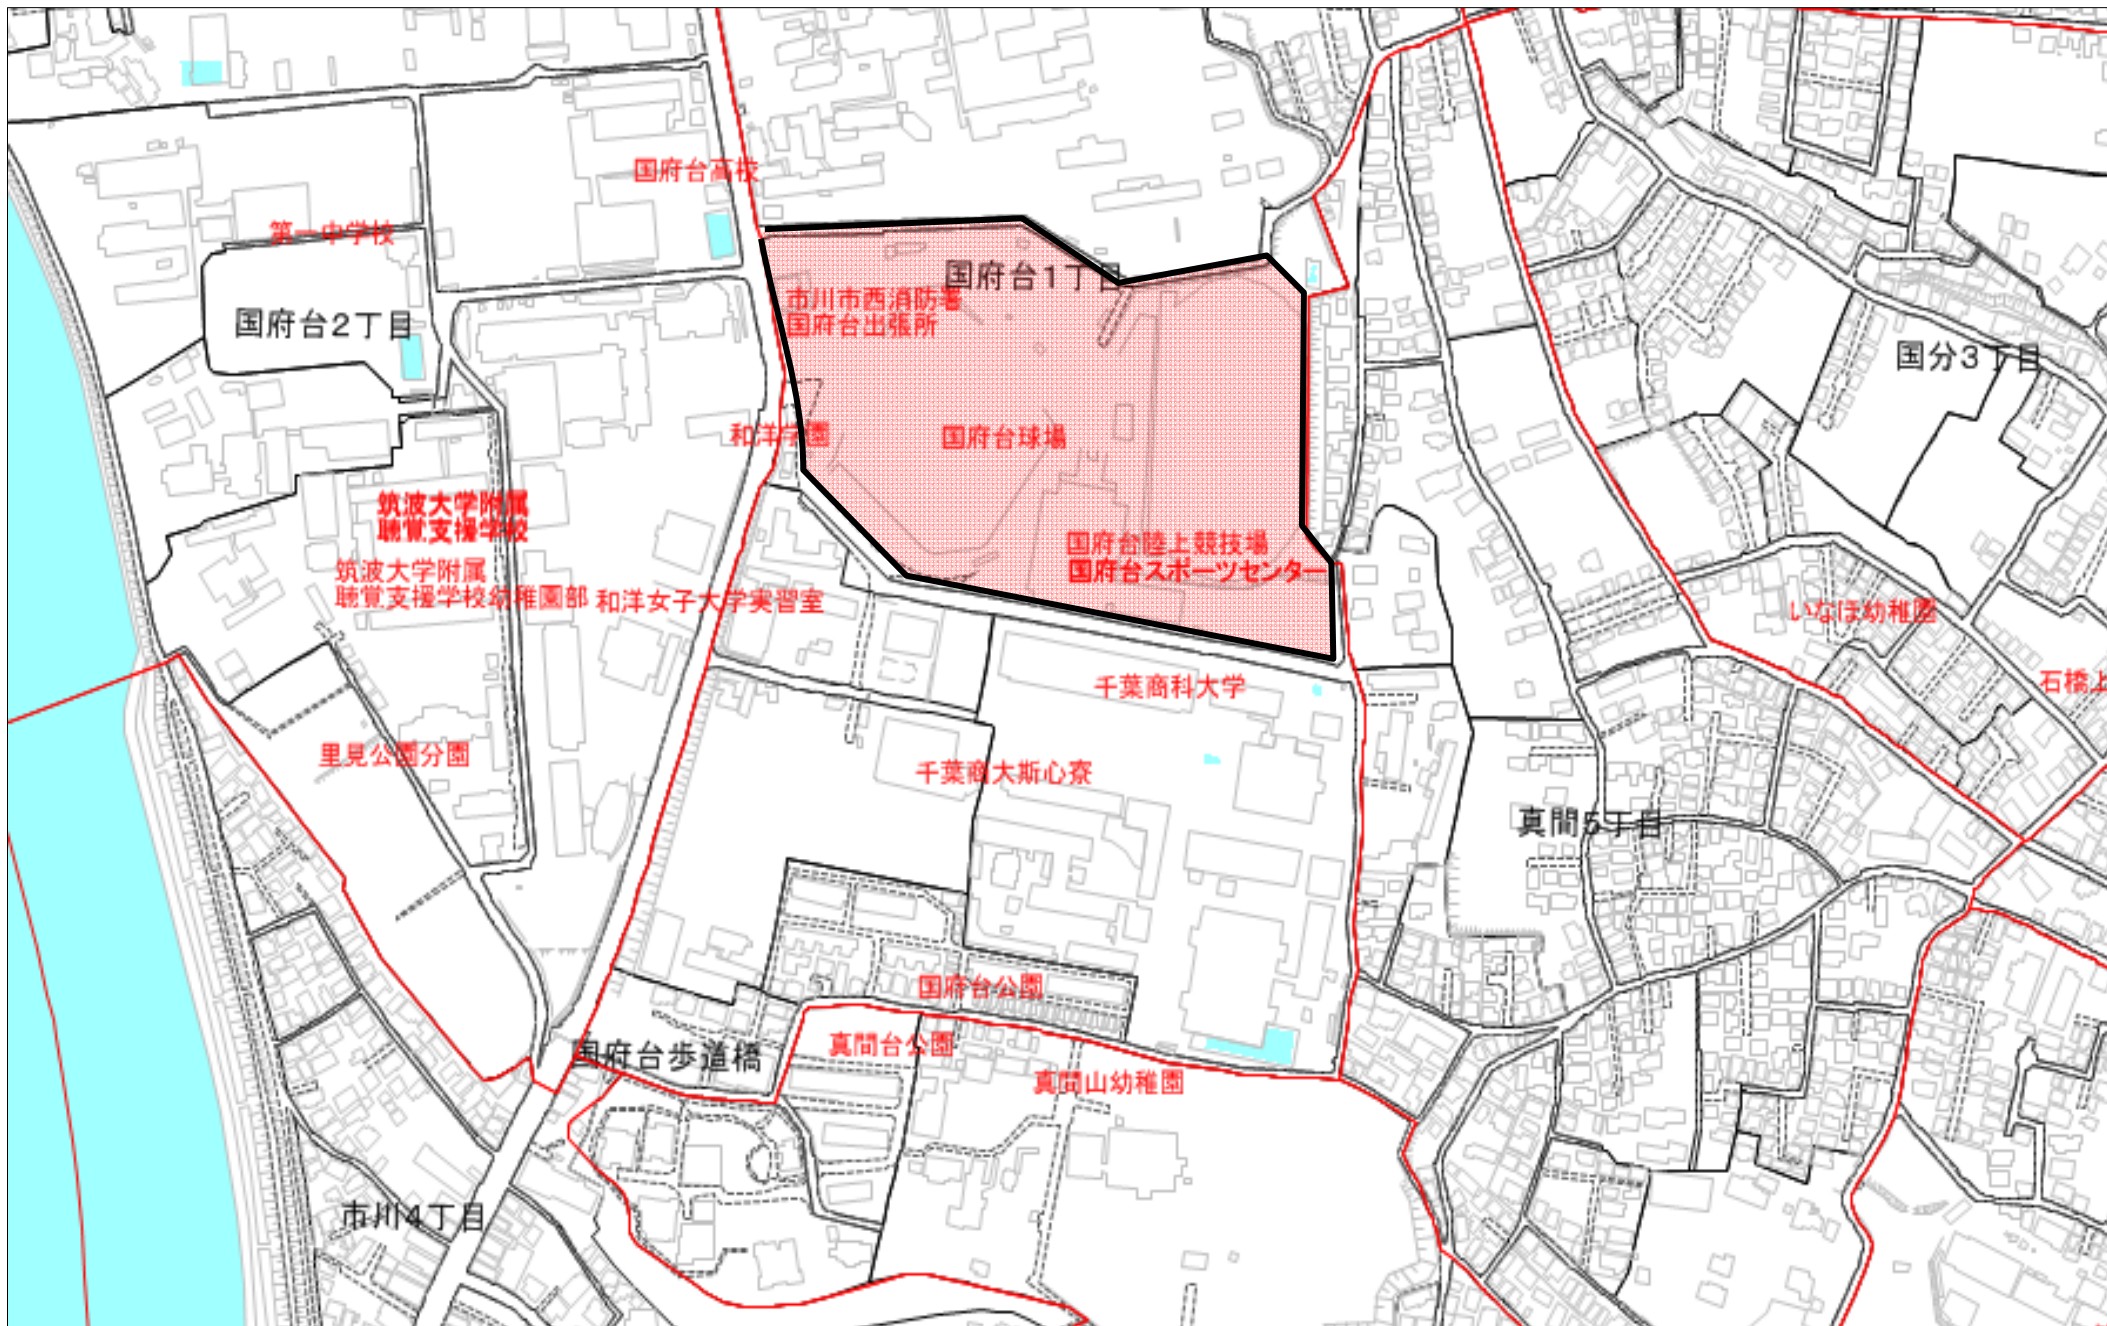 国府台高校
第一中学校
国府台1丁目
市川市西消防署
国府台出張所
国府台2丁目
国分3丁目
和洋学園
国府台球場
筑波大学附属
聴覚支援学校
国府台陸上競技場
国府台スポーツセンター
筑波大学附属
聴覚支援学校幼稚園部
和洋女子大学実習室
いなほ幼稚園
千葉商科大学
石橋上
里見公園分園
千葉商大斯心寮
真間5丁目
国府台公園
真間台公園
国府台歩道橋
真間山幼稚園
市川4丁目